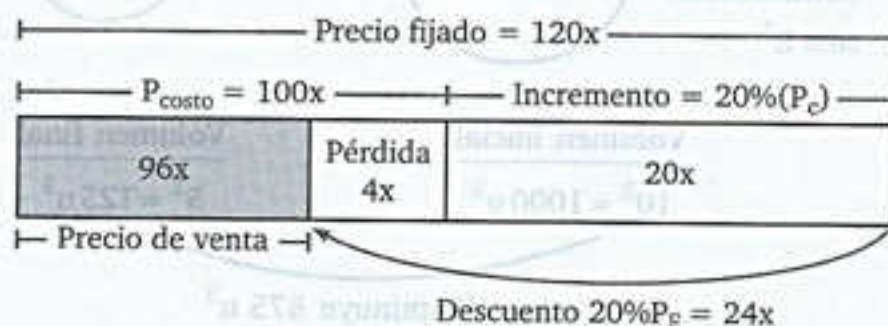 Precio fijado = 120x
P_costo = 100x Incremento = 20%(P_c)
96x Pérdida 4x 20x
Precio de venta
Descuento 20%P_F = 24x